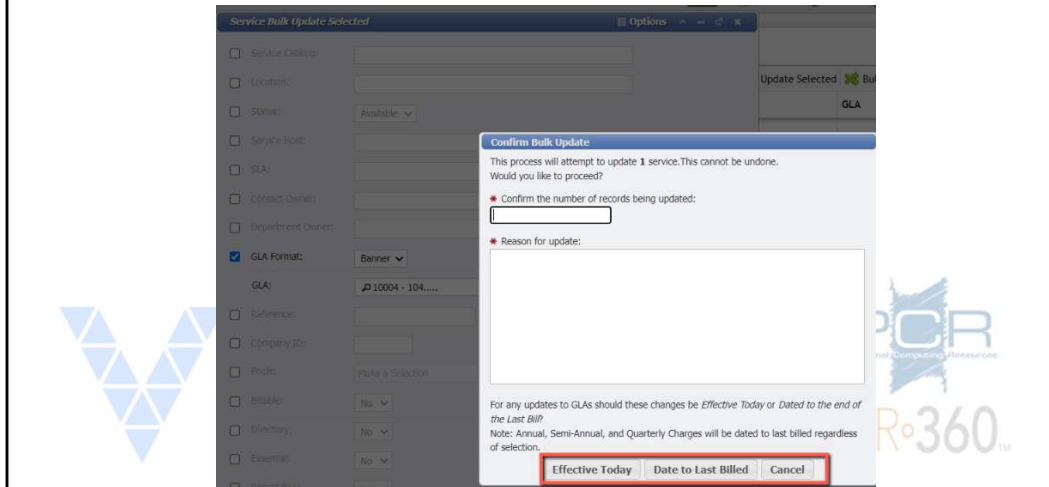 Service Bulk Update Selected
Options
Service Catalog:
Location:
Status:
Available
Service Host:
SLA:
Contact Owner:
Department Owner:
GLA Format:
Banner
GLA:
10004 - 104.....
Reference:
Company ID:
Pools:
Make a Selection
Billable:
No
Directory:
No
Essential:
No
Update Selected
Bul
GLA
Confirm Bulk Update
This process will attempt to update 1 service.This cannot be undone.
Would you like to proceed?
* Confirm the number of records being updated:
* Reason for update:
For any updates to GLAs should these changes be Effective Today or Dated to the end of
the Last Bill?
Note: Annual, Semi-Annual, and Quarterly Charges will be dated to last billed regardless
of selection.
Effective Today
Date to Last Billed
Cancel
PCR
Computing Resources
R•360